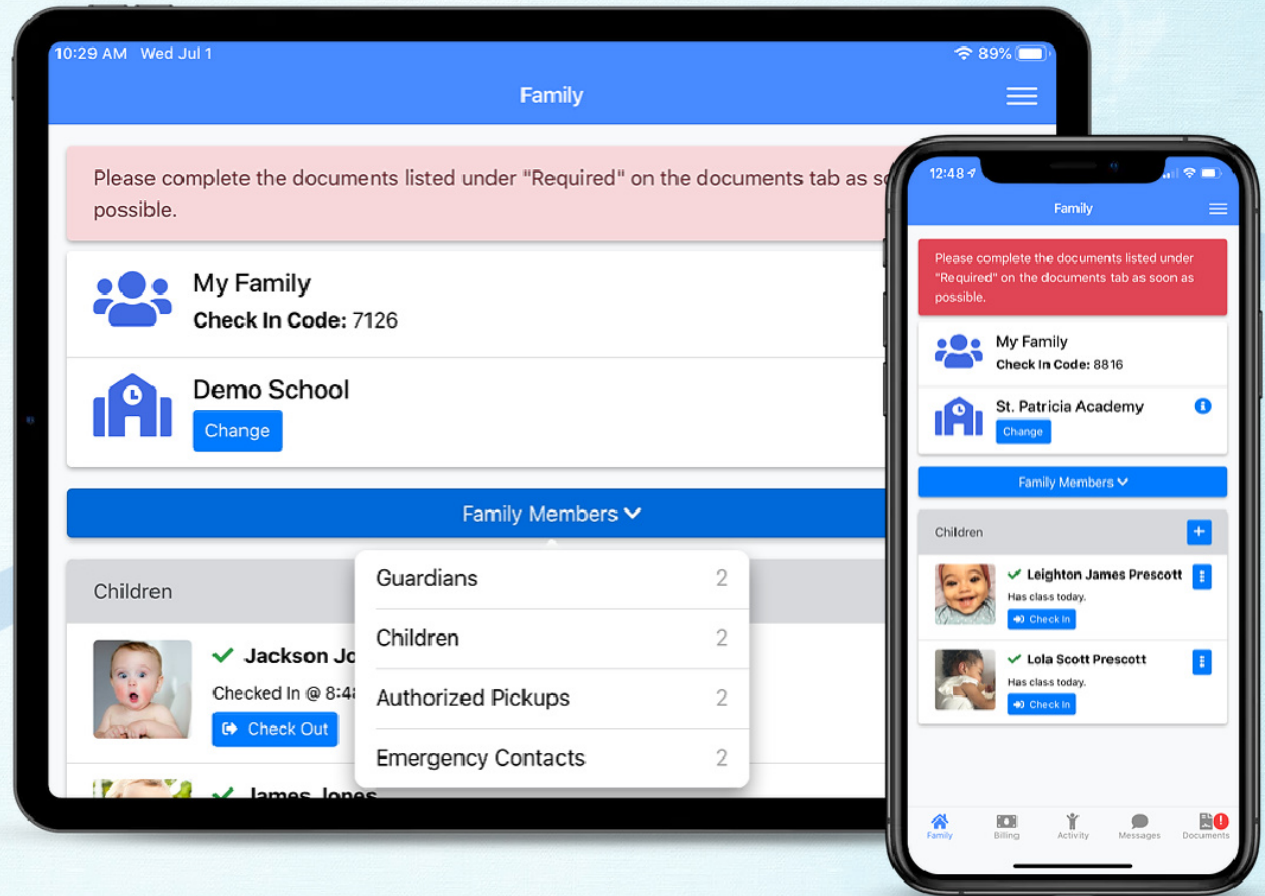 10:29 AM Wed Jul 1
89%
Family
Please complete the documents listed under "Required" on the documents tab as
possible.
My Family
Check In Code: 7126
Demo School
Change
Family Members
Guardians 2
Children 2
Authorized Pickups 2
Emergency Contacts 2
Children
Jackson
Checked In @
Check Out
James Jones
12:48
Family
Please complete the documents listed under
"Required" on the documents tab as soon as
possible.
My Family
Check In Code: 8816
St. Patricia Academy
Change
Family Members
Children
+
Leighton James Prescott
Has class today.
Check In
Lola Scott Prescott
Has class today.
Check In
Family Billing Activity Messages Documents